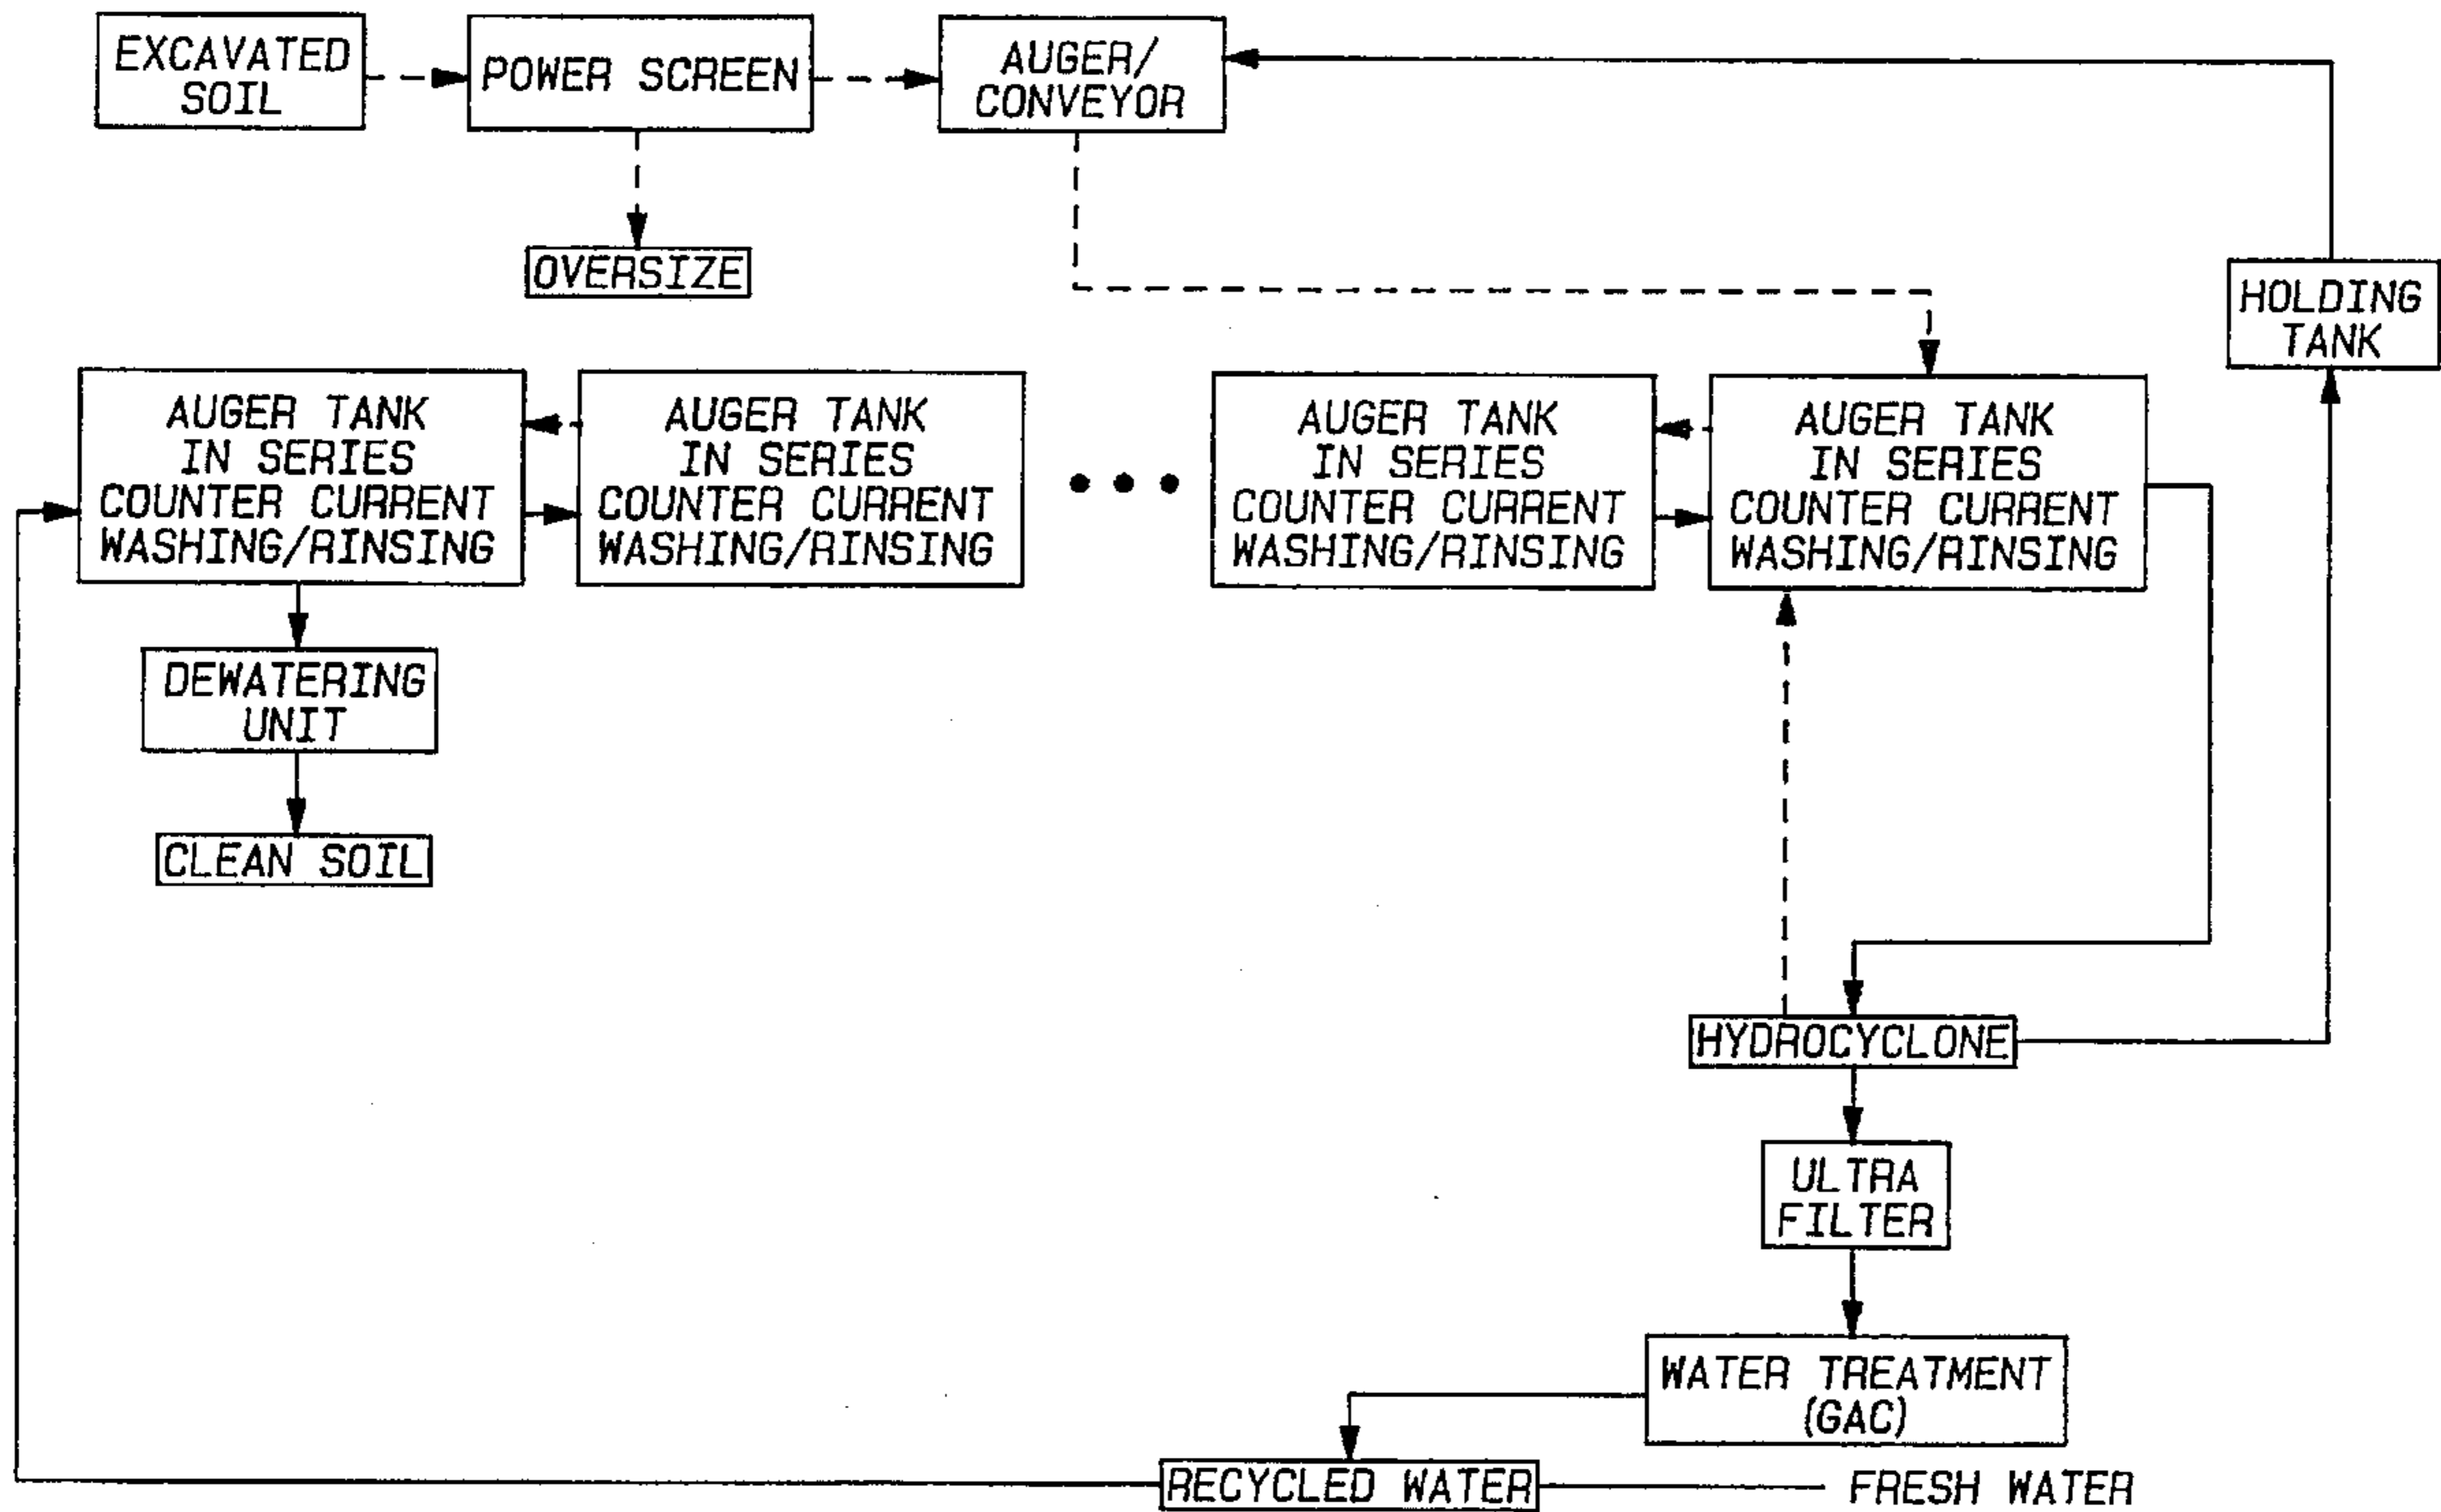 EXCAVATED
SOIL
POWER SCREEN
AUGER/
CONVEYOR
OVERSIZE
HOLDING
TANK
AUGER TANK
IN SERIES
COUNTER CURRENT
WASHING/RINSING
AUGER TANK
IN SERIES
COUNTER CURRENT
WASHING/RINSING
AUGER TANK
IN SERIES
COUNTER CURRENT
WASHING/RINSING
AUGER TANK
IN SERIES
COUNTER CURRENT
WASHING/RINSING
DEWATERING
UNIT
CLEAN SOIL
HYDROCYCLONE
ULTRA
FILTER
WATER TREATMENT
(GAC)
RECYCLED WATER
FRESH WATER